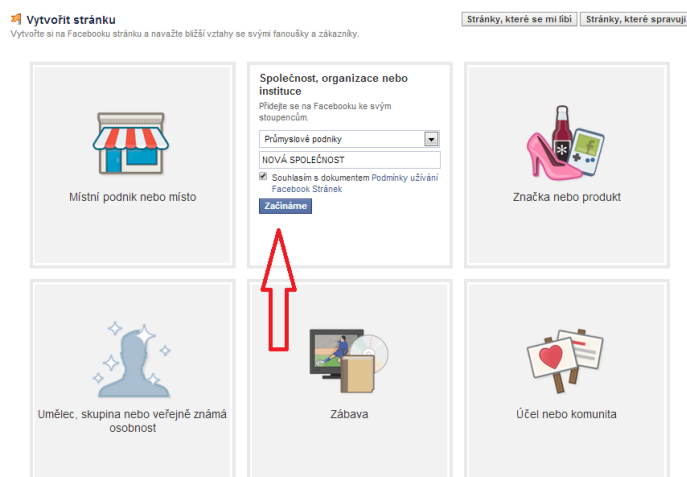 Vytvořit stránku
Stránky, které se mi líbí
Stránky, které spravuji
Vytvořte si na Facebooku stránku a navažte bližší vztahy se svými fanoušky a zákazníky.
Místní podnik nebo místo
Společnost, organizace nebo
instituce
Přidejte se na Facebooku ke svým
stoupencům.
Průmyslové podniky
NOVÁ SPOLEČNOST
Souhlasím s dokumentem Podmínky užívání
Facebook Stránek
Začínáme
Značka nebo produkt
Umělec, skupina nebo veřejně známá
osobnost
Zábava
Účel nebo komunita